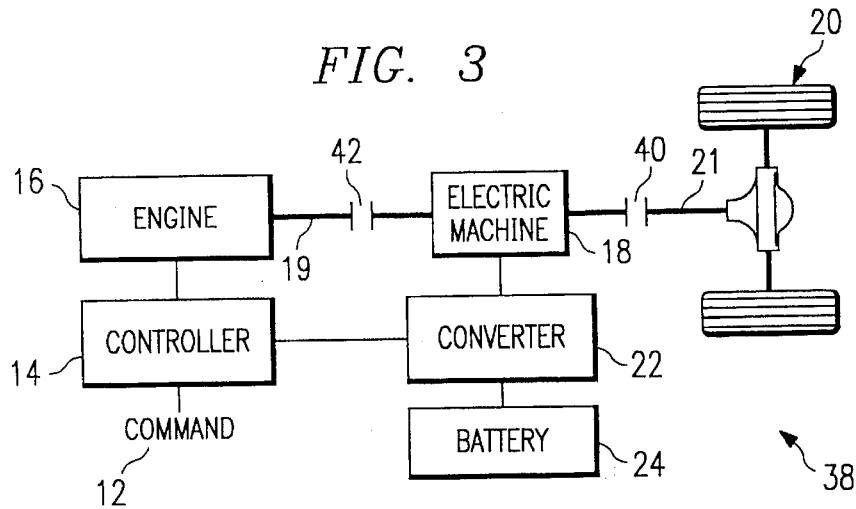 FIG. 3
20
42
40
21
16
ENGINE
ELECTRIC
MACHINE
19
18
CONTROLLER
CONVERTER
14
22
COMMAND
BATTERY
12
24
38